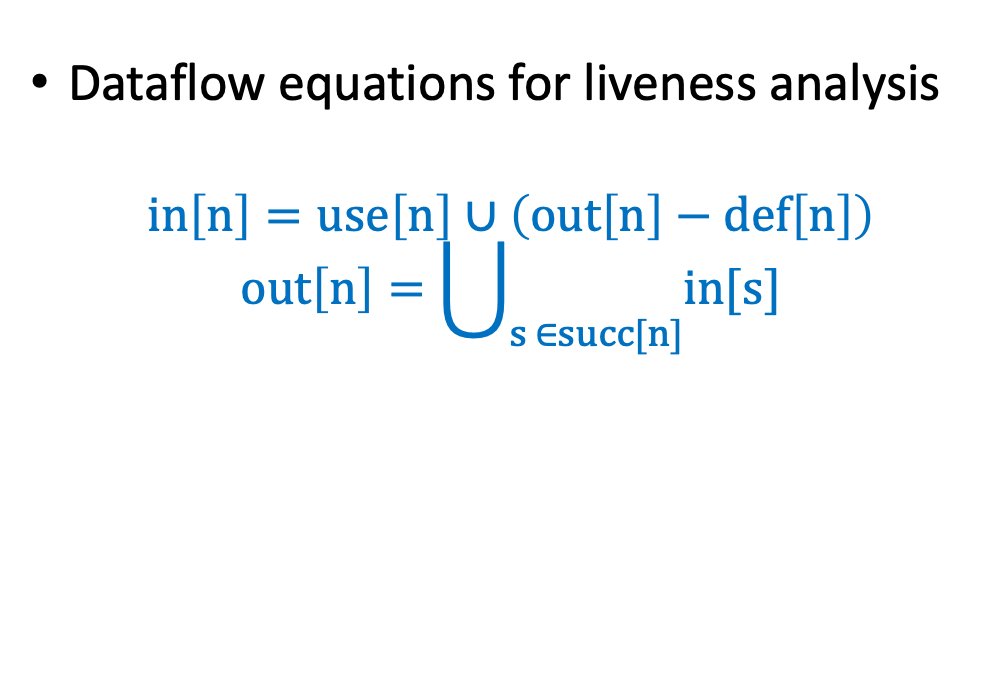 • Dataflow equations for liveness analysis
in[n] = use[n] ∪ (out[n] − def[n])
out[n] = ⋃ s ∈succ[n] in[s]